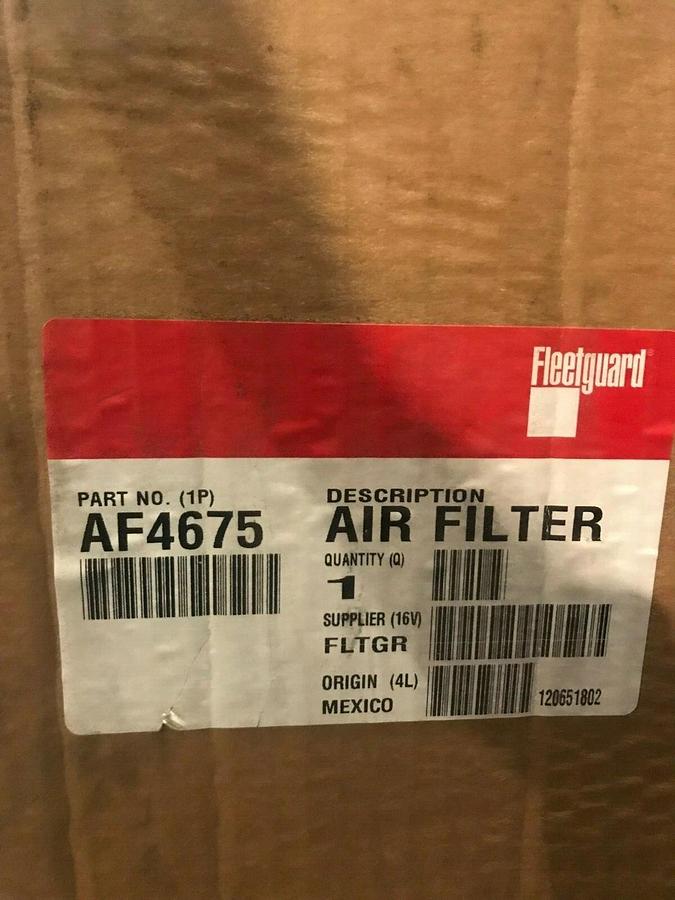 Fleetguard®
PART NO. (1P)
AF4675
DESCRIPTION
AIR FILTER
QUANTITY (Q)
1
SUPPLIER (16V)
FLTGR
ORIGIN (4L)
MEXICO
120651802